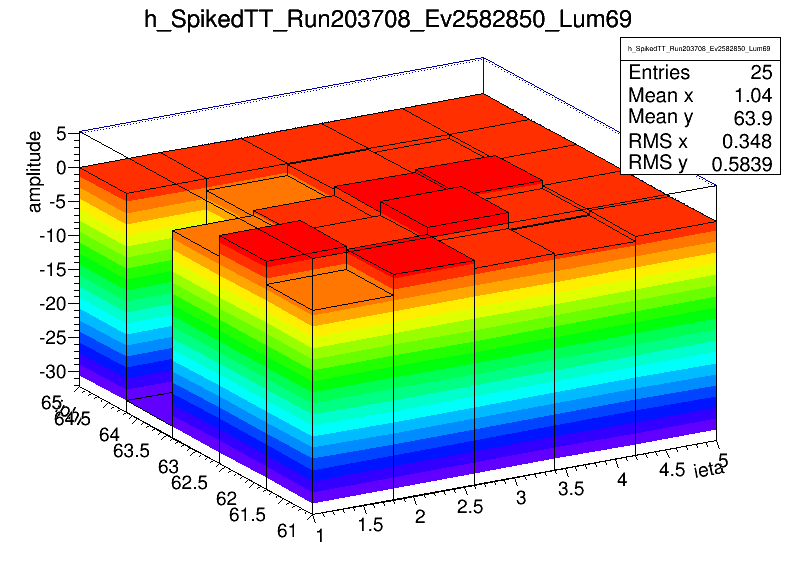 h_SpikedTT_Run203708_Ev2582850_Lum69
h_SpikedTT_Run203708_Ev2582850_Lum69
Entries 25
Mean x 1.04
Mean y 63.9
RMS x 0.348
RMS y 0.5839
amplitude
5
0
-5
-10
-15
-20
-25
-30
65
64.5
64
63.5
63
62.5
62
61.5
61
1
1.5
2
2.5
3
3.5
4
4.5
5
ieta